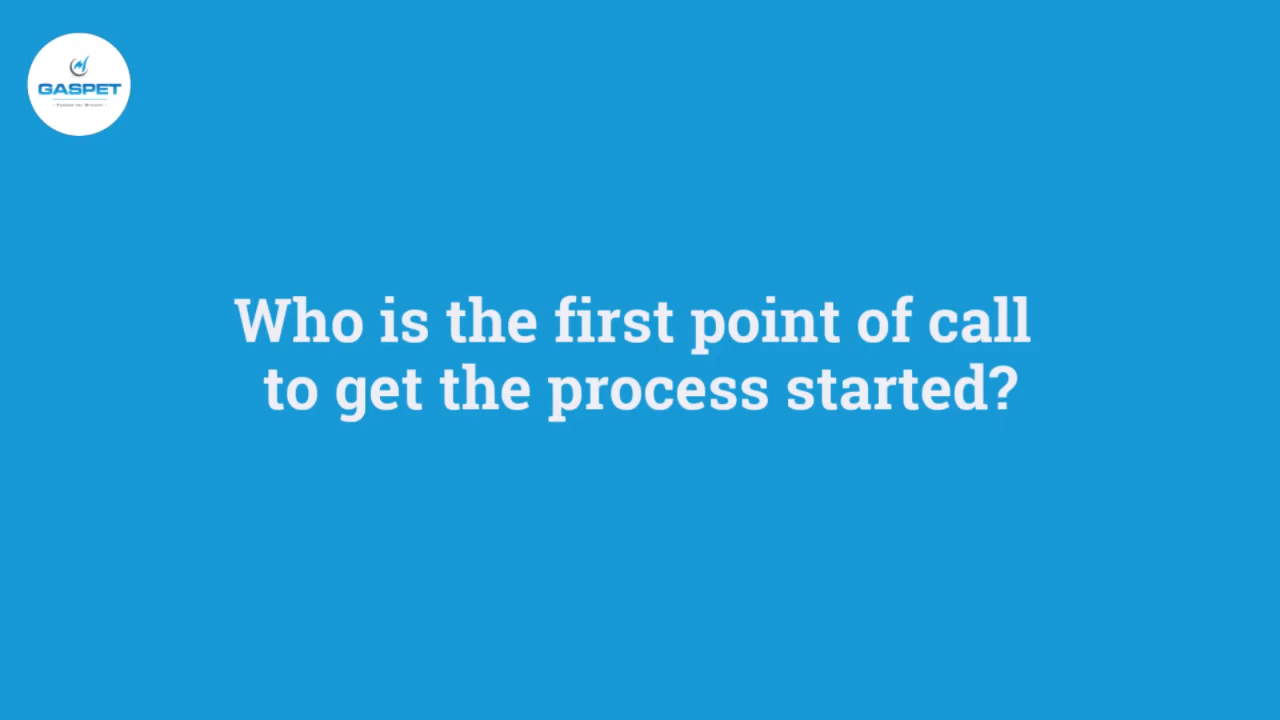 GASPET
Who is the first point of call
to get the process started?